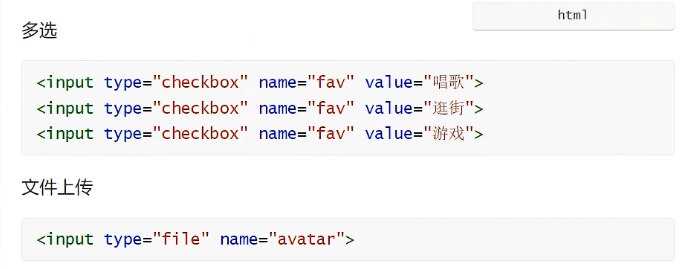 html
多选
<input type="checkbox" name="fav" value="唱歌">
<input type="checkbox" name="fav" value="逛街">
<input type="checkbox" name="fav" value="游戏">
文件上传
<input type="file" name="avatar">